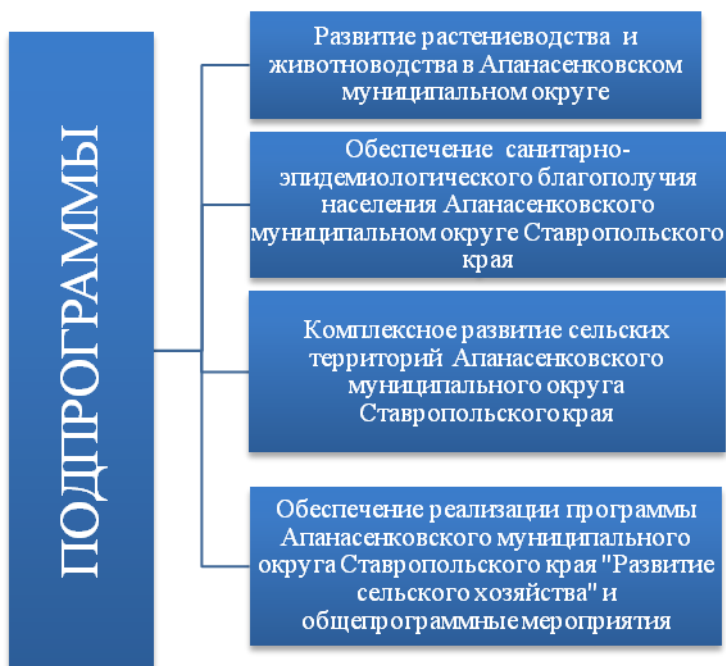 ПОДПРОГРАММЫ
Развитие растениеводства и
животноводства в Апанасенковском
муниципальном округе
Обеспечение санитарно-
эпидемиологического благополучия
населения Апанасенковского
муниципальном округе Ставропольского
края
Комплексное развитие сельских
территорий Апанасенковского
муниципального округа
Ставропольского края
Обеспечение реализации программы
Апанасенковского муниципального
округа Ставропольского края "Развитие
сельского хозяйства" и
общепрограммные мероприятия